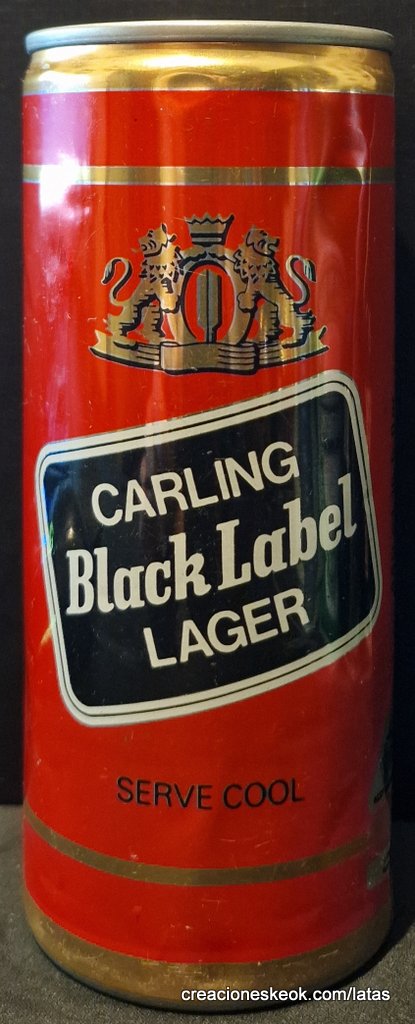 CARLING
Black Label
LAGER
SERVE COOL
creacioneskeok.com/latas